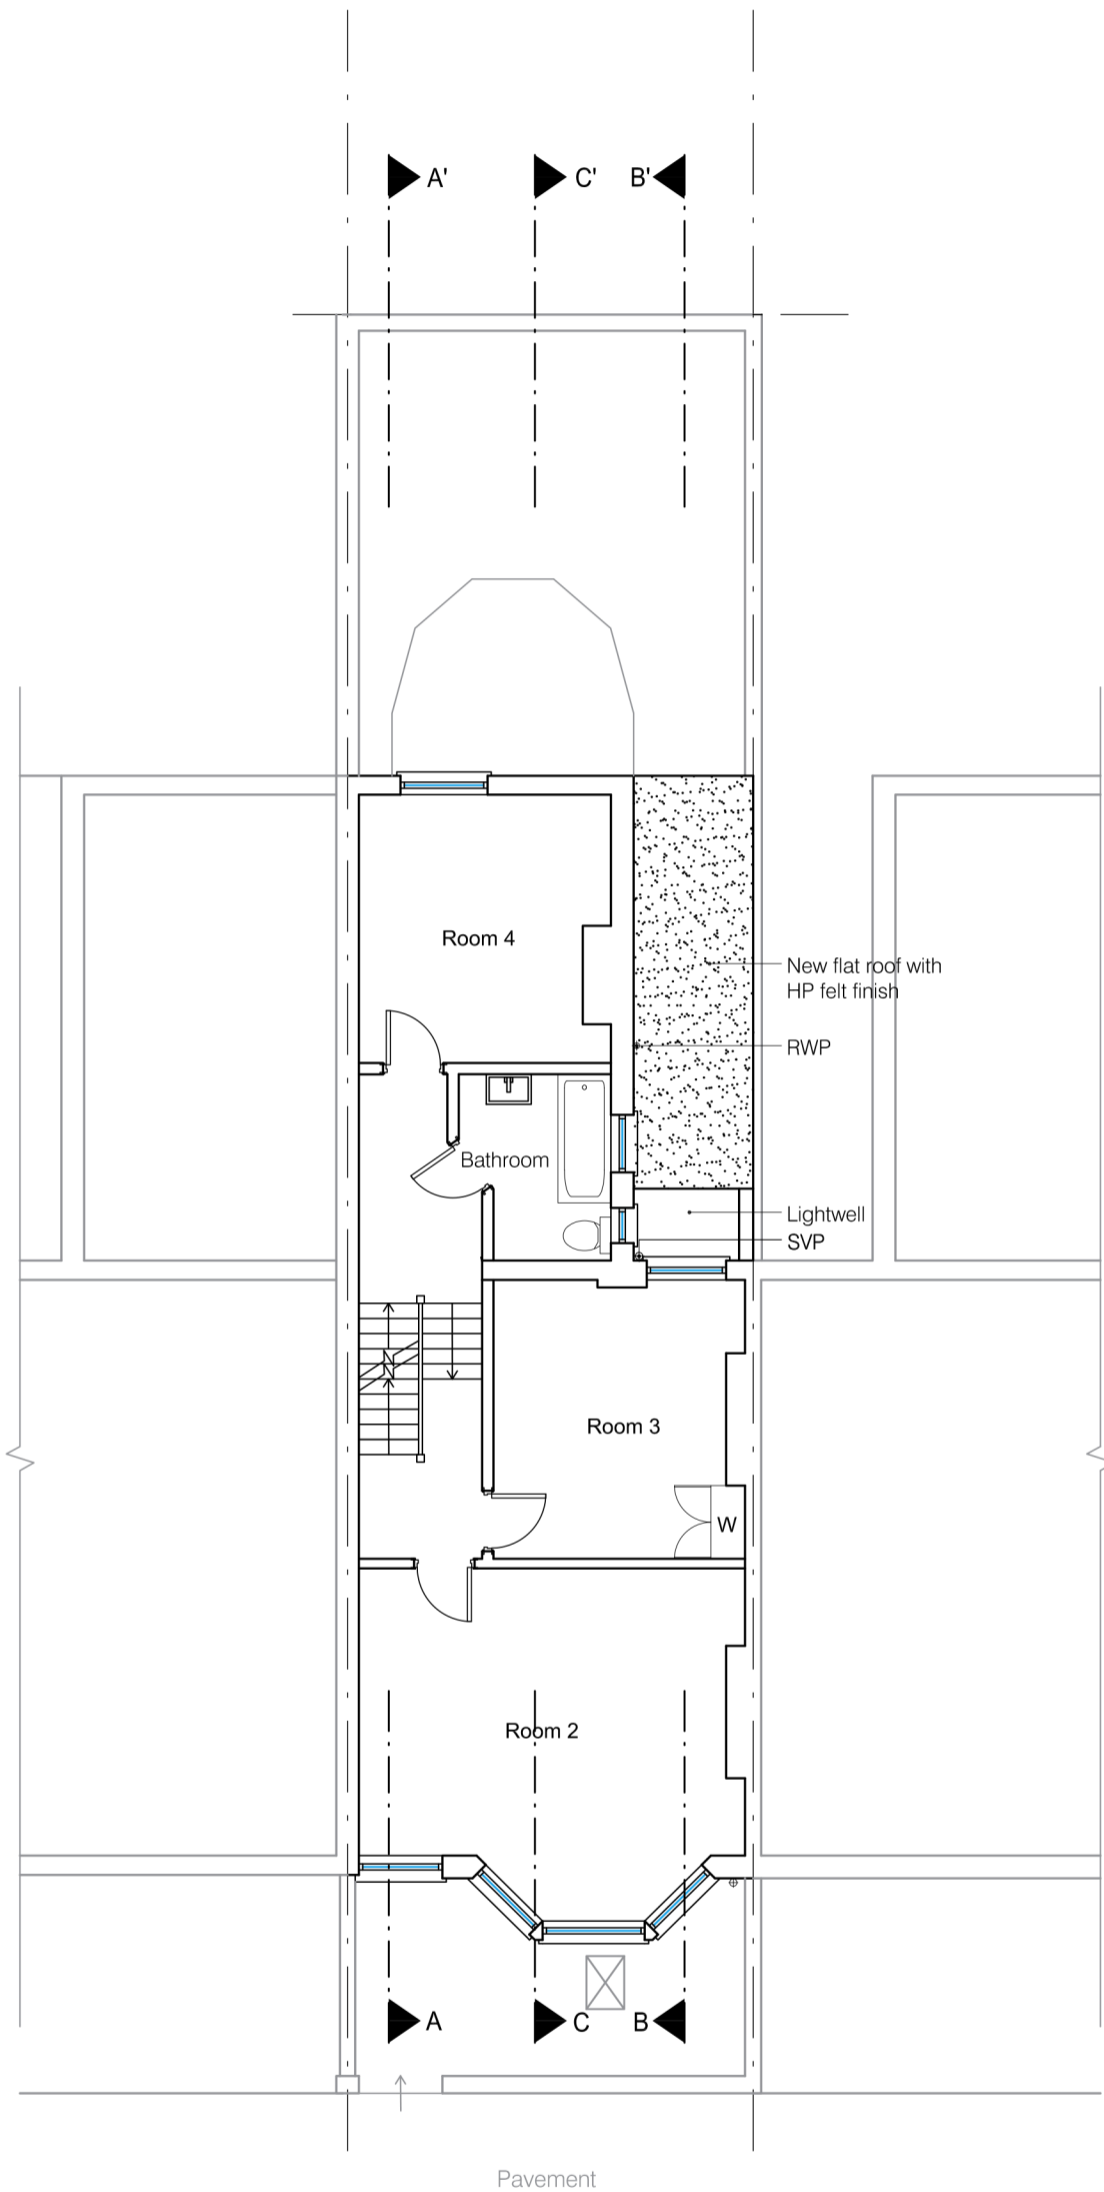 A'
C'
B'
Room 4
New flat roof with
HP felt finish
RWP
Bathroom
Lightwell
SVP
Room 3
W
Room 2
A
C
B
Pavement